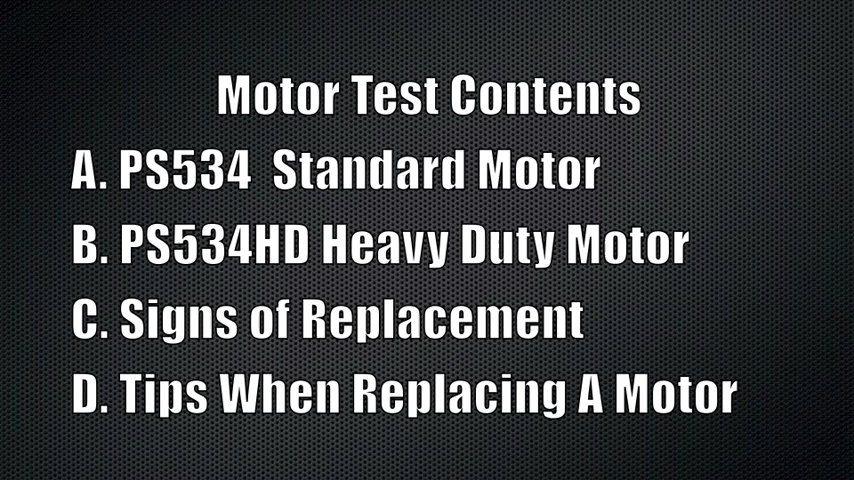 Motor Test Contents
A. PS534 Standard Motor
B. PS534HD Heavy Duty Motor
C. Signs of Replacement
D. Tips When Replacing A Motor